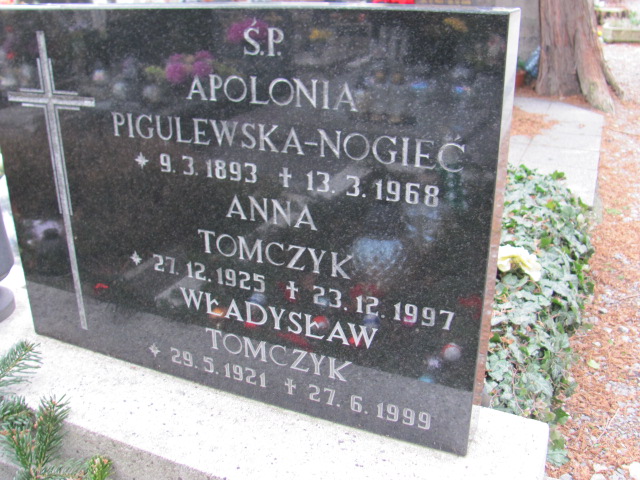 Ś.P.
APOLONIA
PIGULEWSKA-NOGIEĆ
* 9.3.1893 † 13.3.1968
ANNA
TOMCZYK
* 27.12.1925 † 23.12.1997
WŁADYSŁAW
TOMCZYK
* 29.5.1921 † 27.6.1999